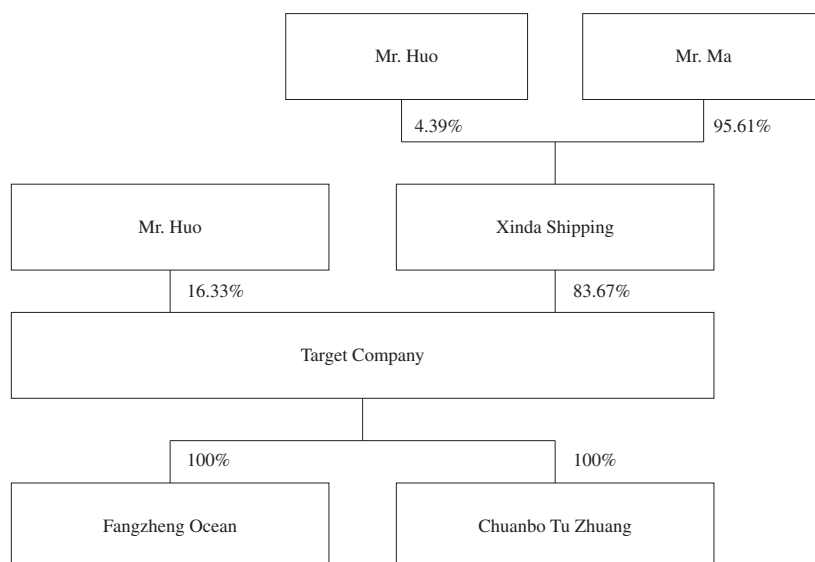 Mr. Huo
Mr. Ma
4.39%
95.61%
Mr. Huo
Xinda Shipping
16.33%
83.67%
Target Company
100%
100%
Fangzheng Ocean
Chuanbo Tu Zhuang